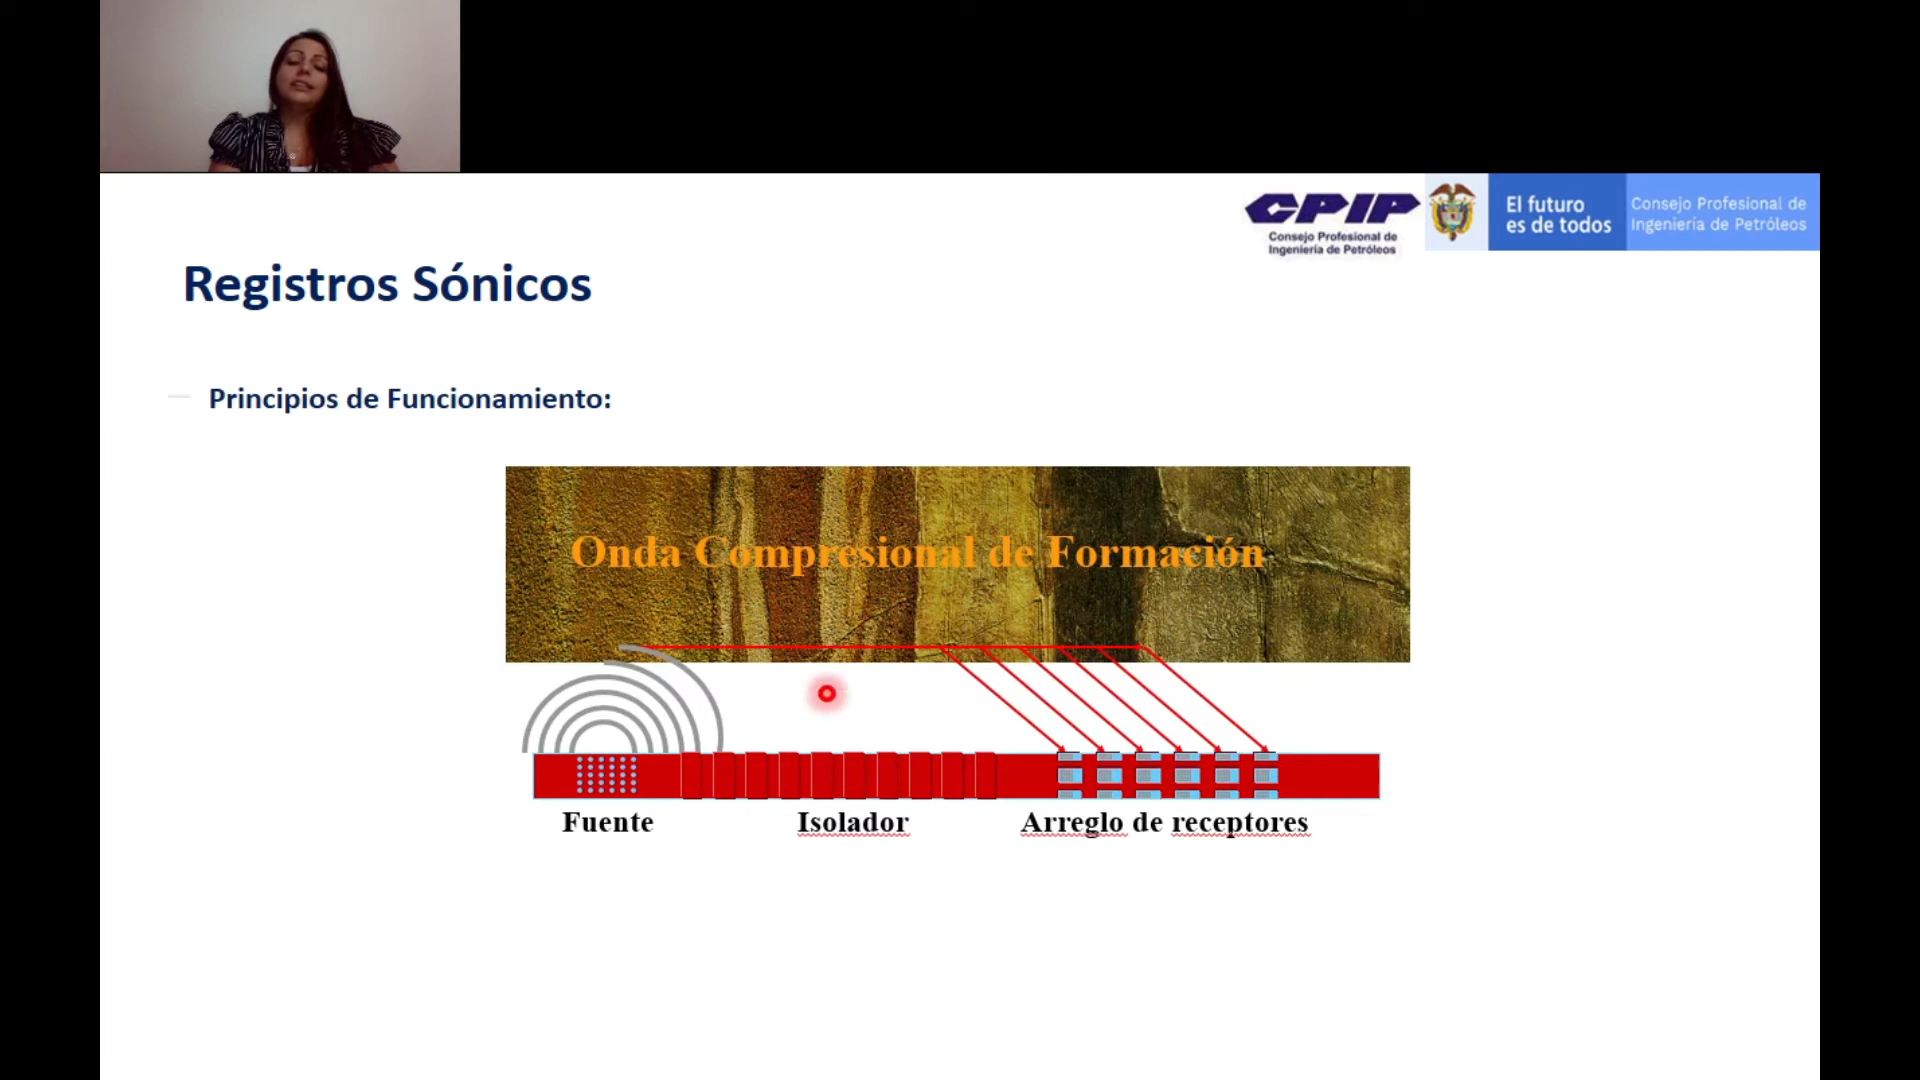 CPIP
Consejo Profesional de
Ingeniería de Petróleos
El futuro
es de todos
Consejo Profesional de
Ingeniería de Petróleos
Registros Sónicos
Principios de Funcionamiento:
Onda Compresional de Formación
Fuente
Isolador
Arreglo de receptores